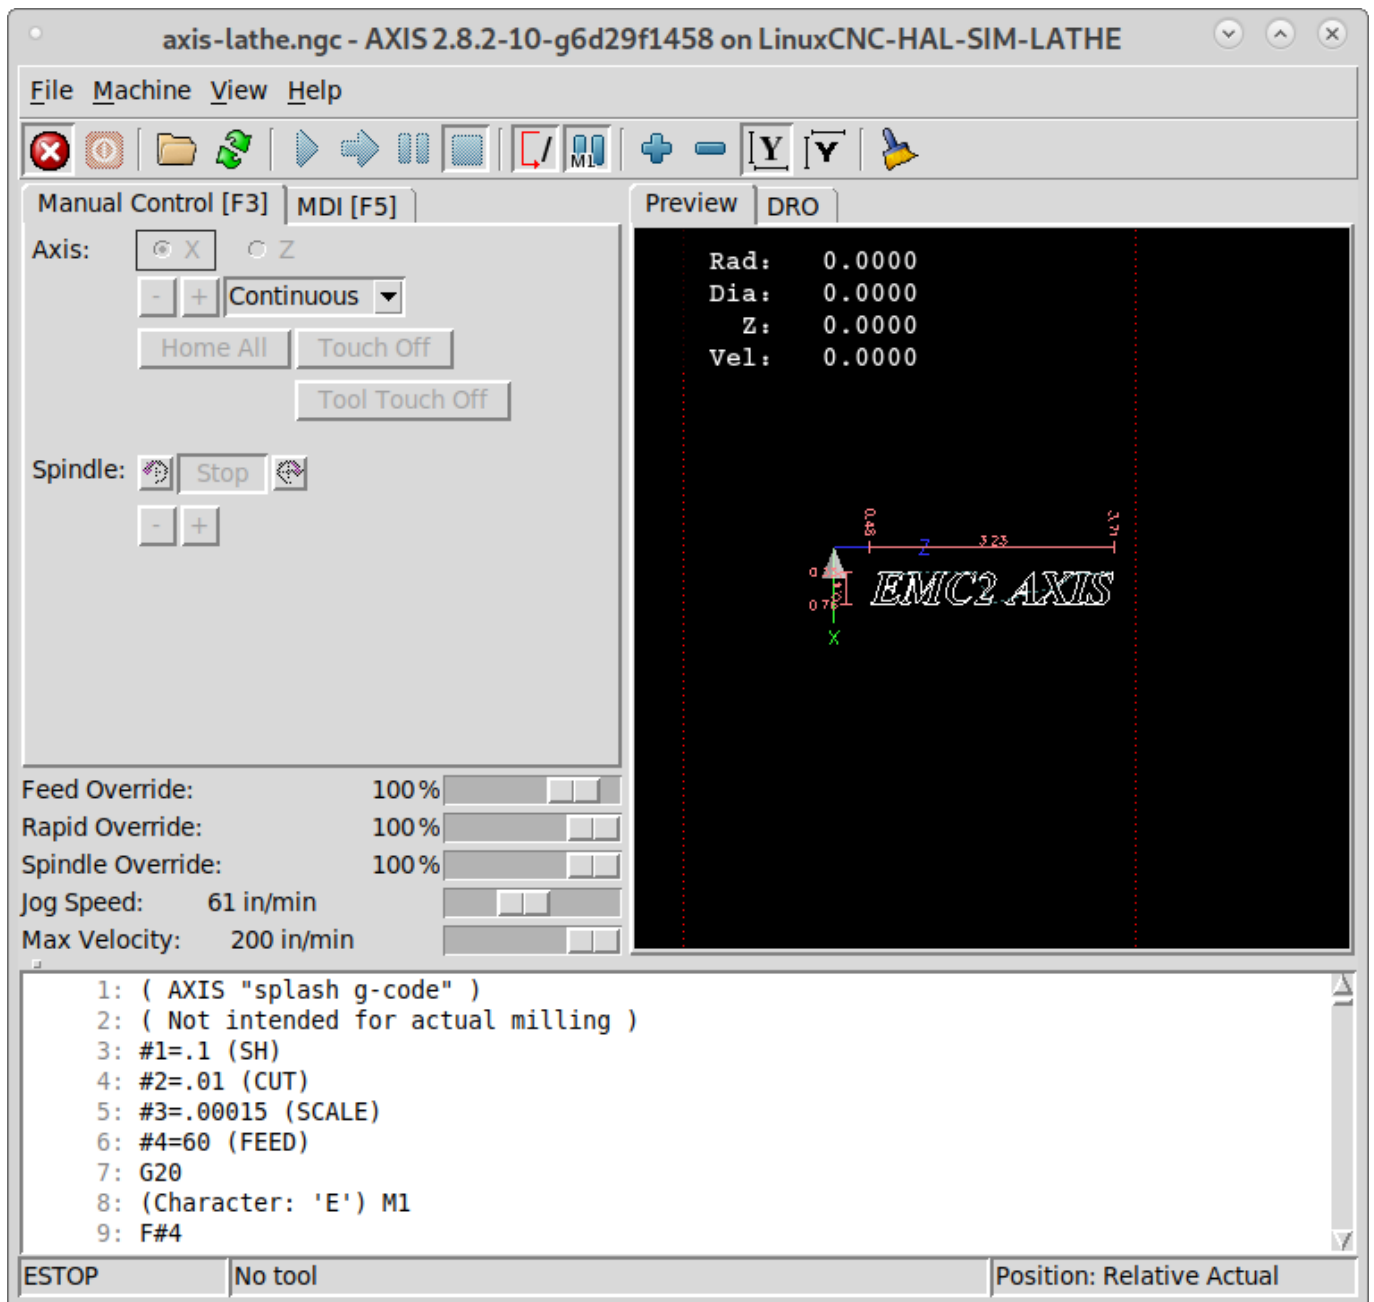 axis-lathe.ngc - AXIS 2.8.2-10-g6d29f1458 on LinuxCNC-HAL-SIM-LATHE
File Machine View Help
M1 Y Y
Manual Control [F3] MDI [F5]
Axis: X Z
- + Continuous
Home All Touch Off
Tool Touch Off
Spindle: Stop
- +
Feed Override: 100%
Rapid Override: 100%
Spindle Override: 100%
Jog Speed: 61 in/min
Max Velocity: 200 in/min
Preview DRO
Rad: 0.0000
Dia: 0.0000
Z: 0.0000
Vel: 0.0000
Z 3.23
EMC2 AXIS
0.76
X
1: ( AXIS "splash g-code" )
2: ( Not intended for actual milling )
3: #1=.1 (SH)
4: #2=.01 (CUT)
5: #3=.00015 (SCALE)
6: #4=60 (FEED)
7: G20
8: (Character: 'E') M1
9: F#4
ESTOP No tool Position: Relative Actual